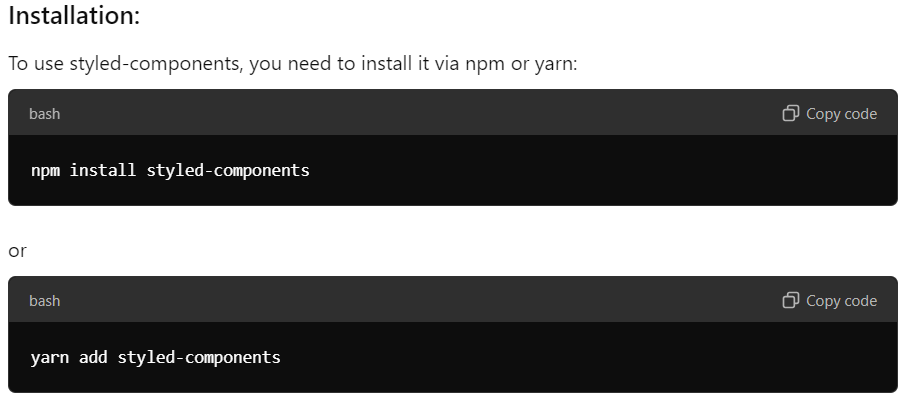 Installation:
To use styled-components, you need to install it via npm or yarn:
bash
Copy code
npm install styled-components
or
bash
Copy code
yarn add styled-components